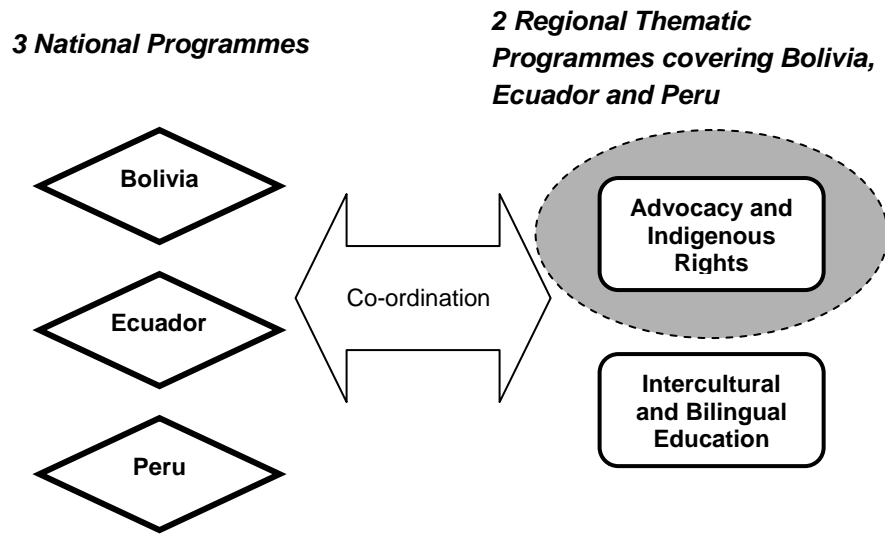 3 National Programmes
2 Regional Thematic
Programmes covering Bolivia,
Ecuador and Peru
Bolivia
Ecuador
Peru
Co-ordination
Advocacy and
Indigenous
Rights
Intercultural
and Bilingual
Education